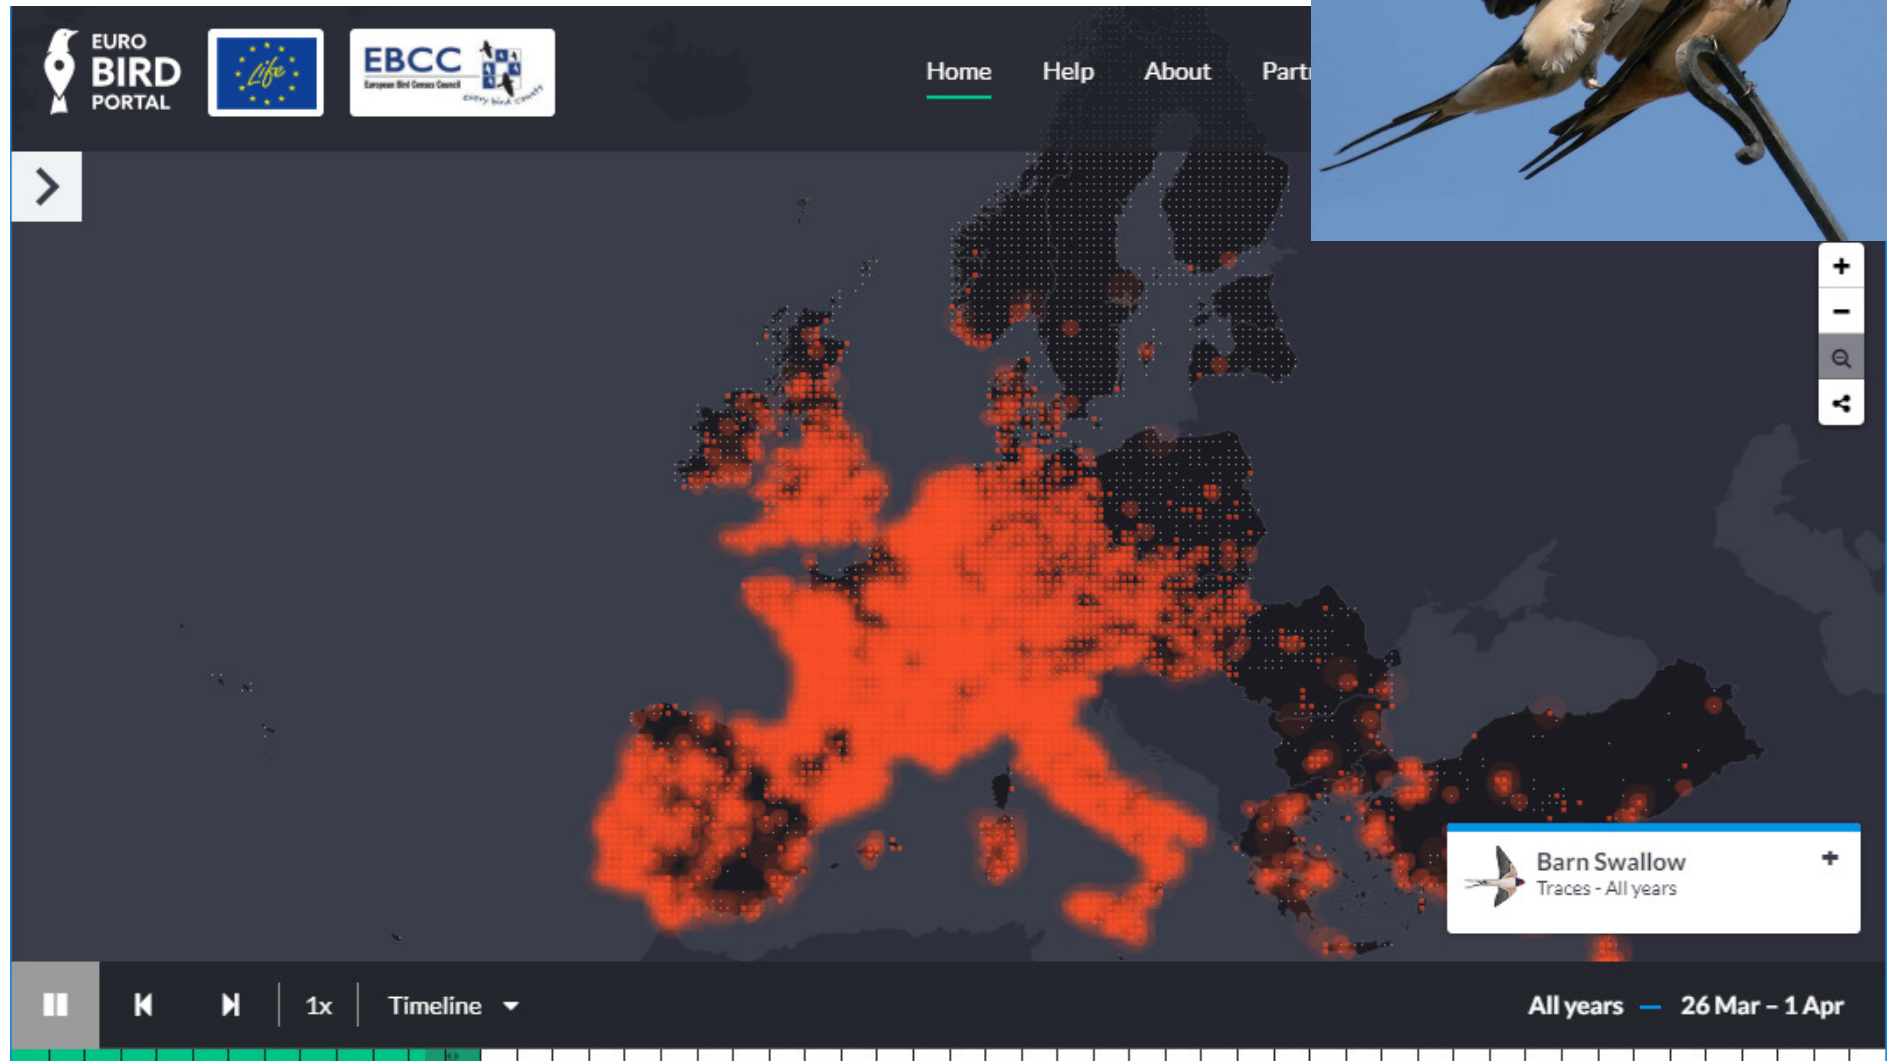 EURO
BIRD
PORTAL
Life
EBCC
European Bird Census Council
every bird counts
Home Help About
Barn Swallow
Traces - All years
1x Timeline
All years — 26 Mar – 1 Apr